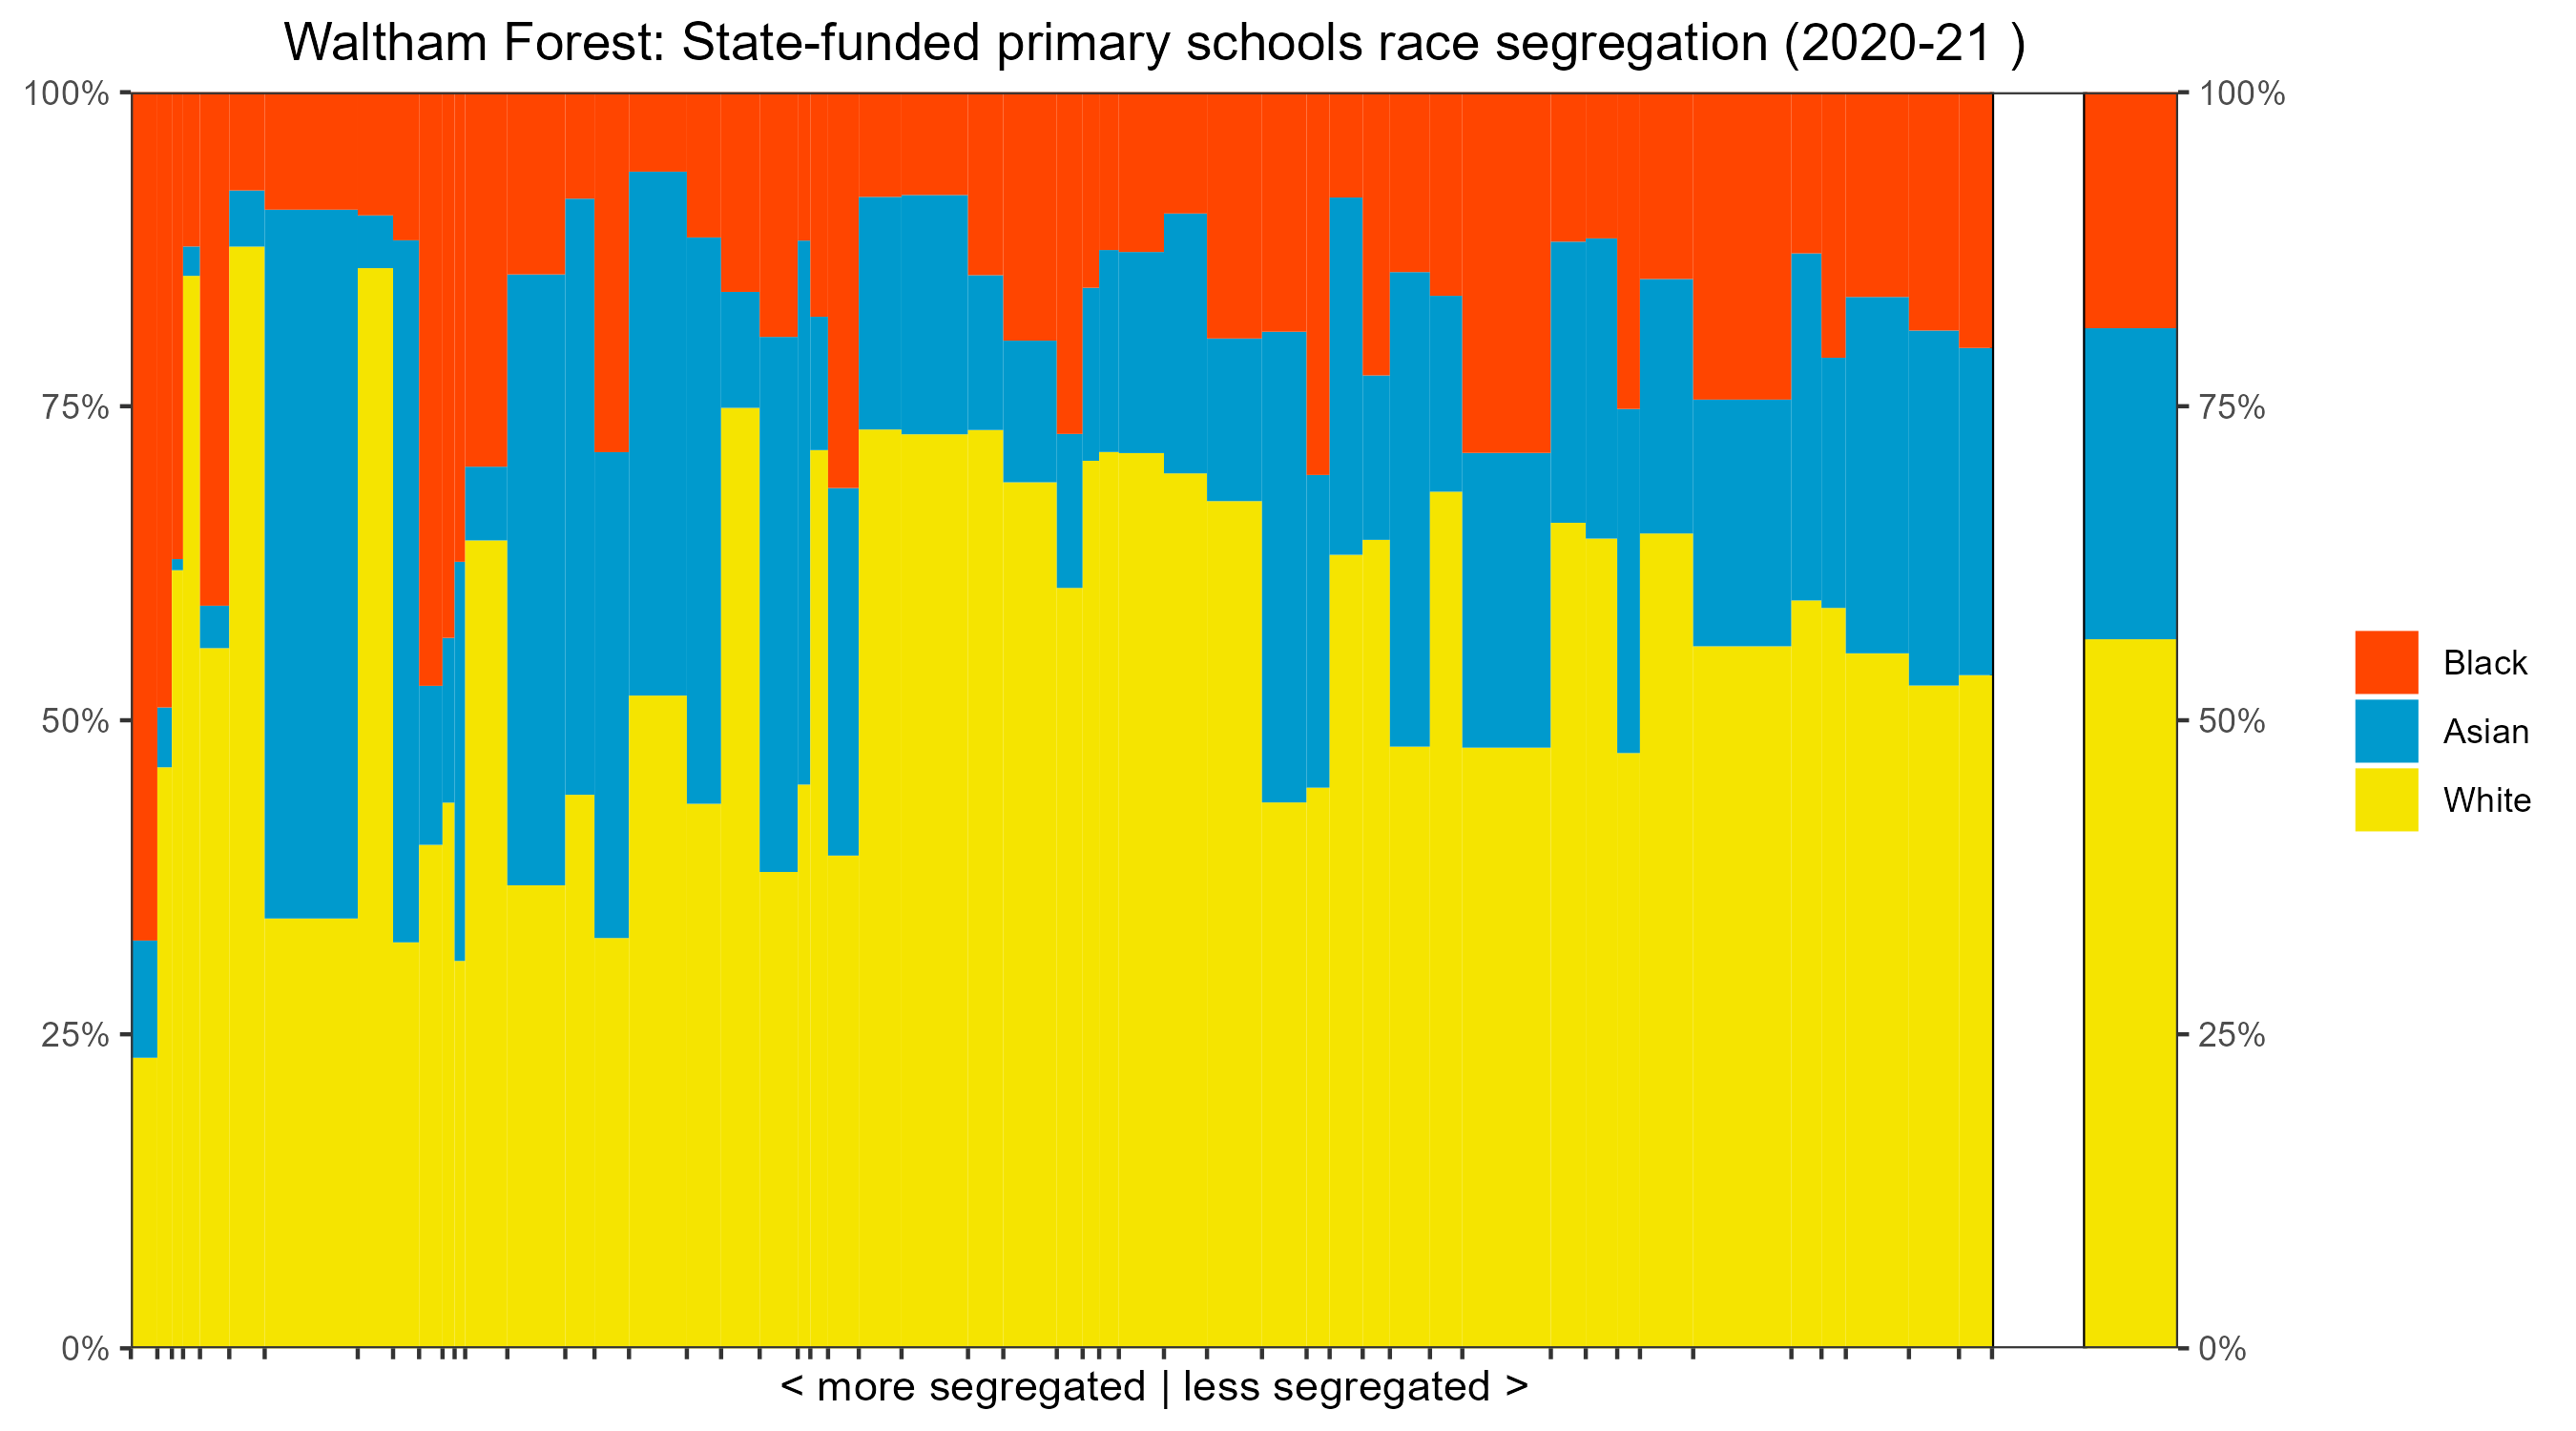 Waltham Forest: State-funded primary schools race segregation (2020-21 )
100%
100%
75%
75%
50%
50%
25%
25%
0%
0%
Black
Asian
White
< more segregated | less segregated >